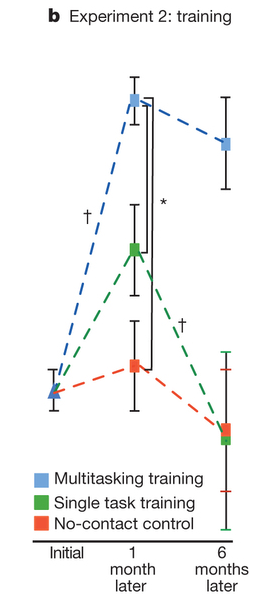 b Experiment 2: training
†
*
†
Multitasking training
Single task training
No-contact control
Initial
1
month
later
6
months
later